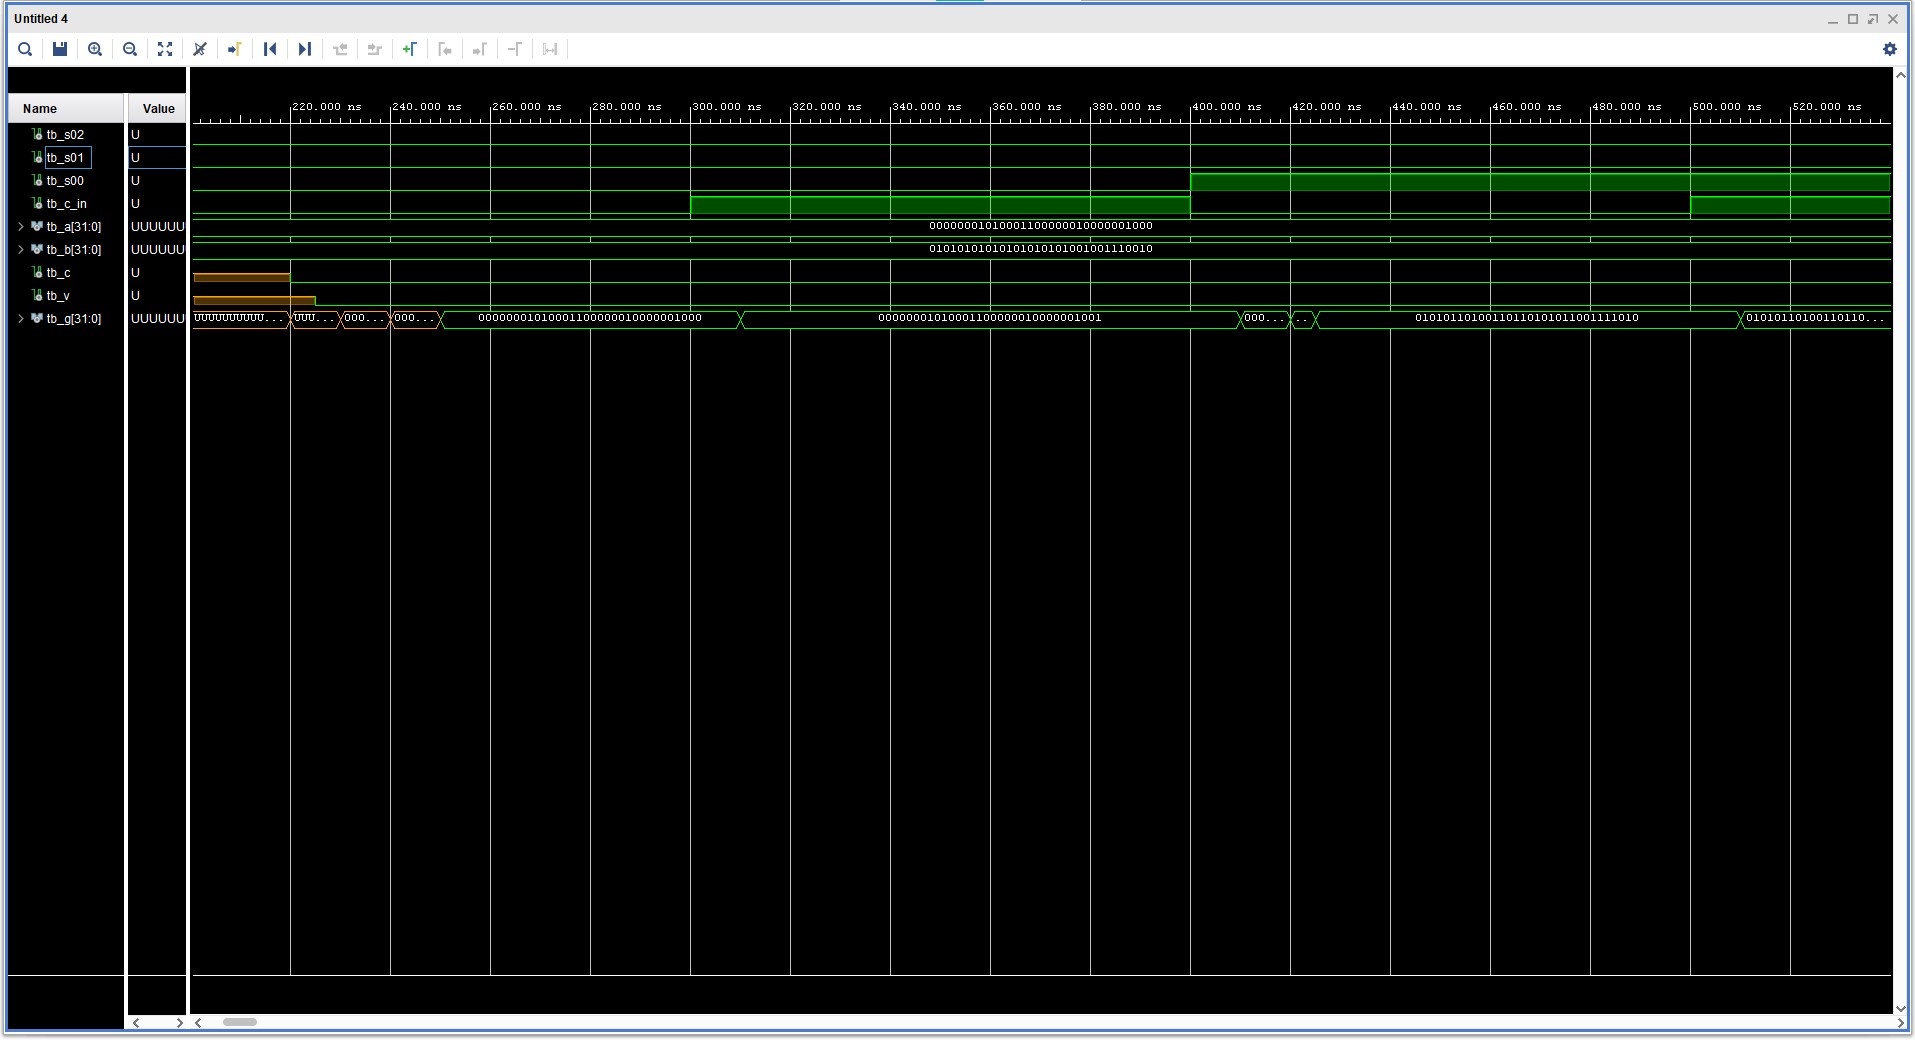 Untitled 4
Name Value
220.000 ns 240.000 ns 260.000 ns 280.000 ns 300.000 ns 320.000 ns 340.000 ns 360.000 ns 380.000 ns 400.000 ns 420.000 ns 440.000 ns 460.000 ns 480.000 ns 500.000 ns 520.000 ns
tb_s02 U
tb_s01 U
tb_s00 U
tb_c_in U
tb_a[31:0] UUUUUU 00000001010001100000010000001000
tb_b[31:0] UUUUUU 01010101010101010101001001110010
tb_c U
tb_v U
tb_g[31:0] UUUUUU UUUUUUUUUU... UUU... 000... 000... 00000001010001100000010000001000 00000001010001100000010000001001 000... .. 01010110100110110101011001111010 01010110100110110...